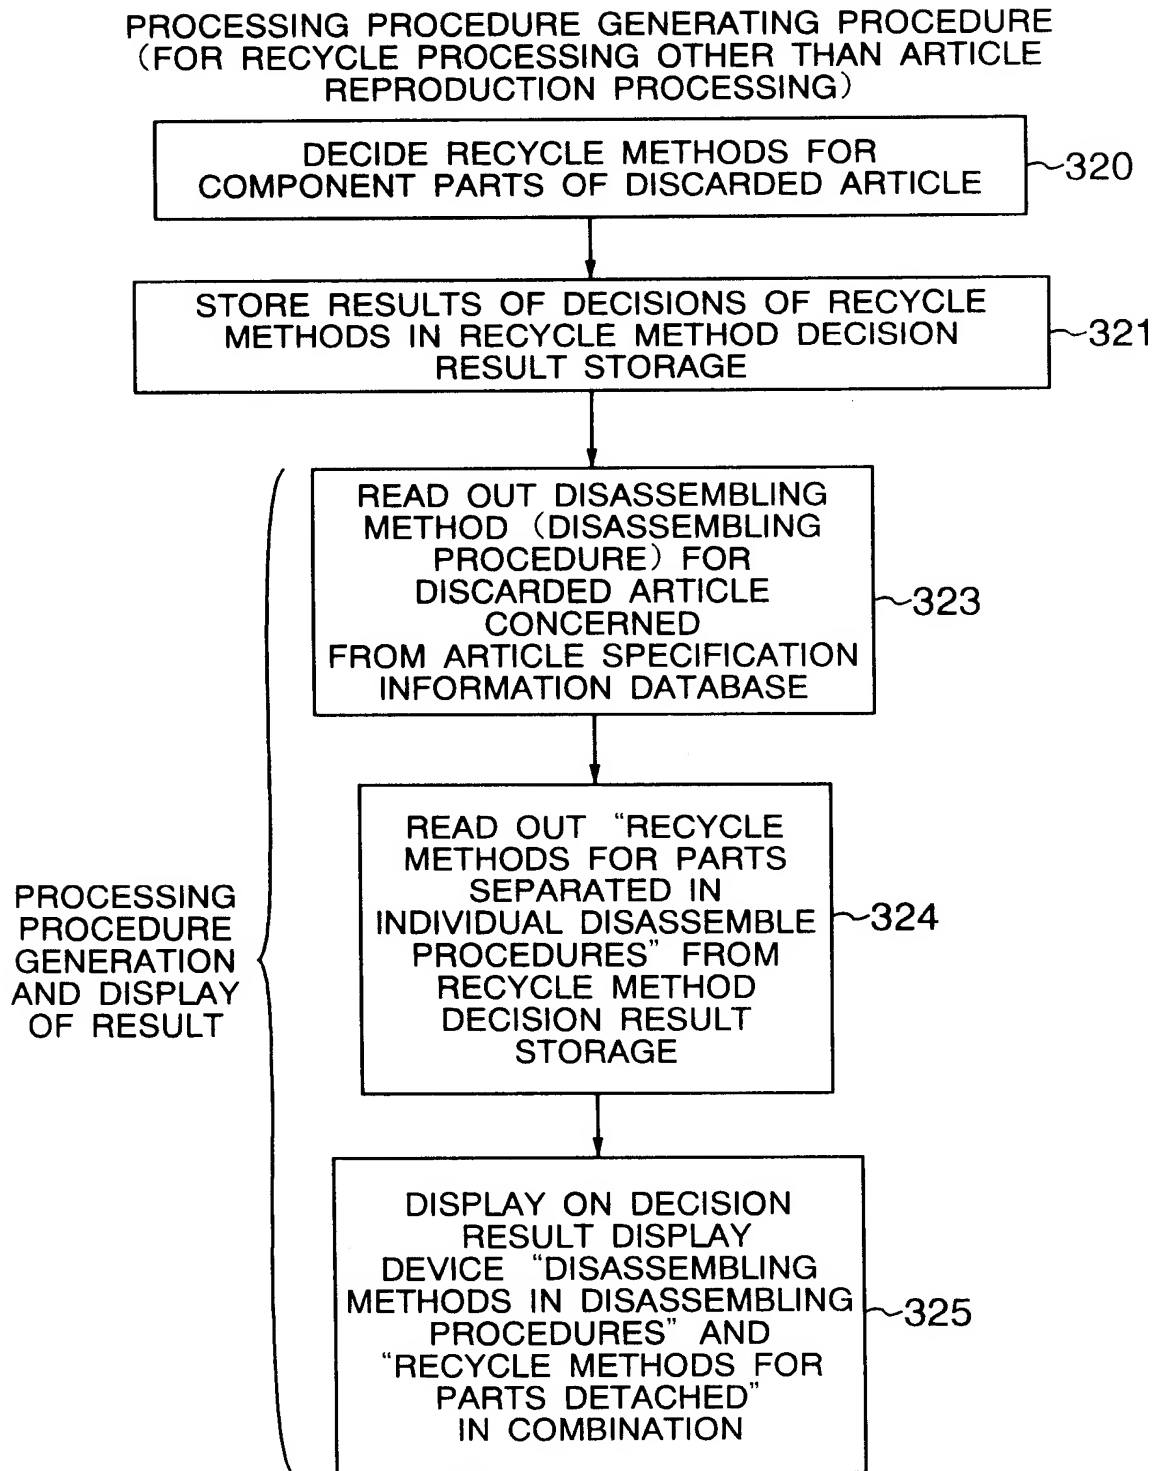 PROCESSING PROCEDURE GENERATING PROCEDURE
(FOR RECYCLE PROCESSING OTHER THAN ARTICLE
REPRODUCTION PROCESSING)
DECIDE RECYCLE METHODS FOR
COMPONENT PARTS OF DISCARDED ARTICLE
320
STORE RESULTS OF DECISIONS OF RECYCLE
METHODS IN RECYCLE METHOD DECISION
RESULT STORAGE
321
READ OUT DISASSEMBLING
METHOD (DISASSEMBLING
PROCEDURE) FOR
DISCARDED ARTICLE
CONCERNED
FROM ARTICLE SPECIFICATION
INFORMATION DATABASE
323
PROCESSING
PROCEDURE
GENERATION
AND DISPLAY
OF RESULT
READ OUT “RECYCLE
METHODS FOR PARTS
SEPARATED IN
INDIVIDUAL DISASSEMBLE
PROCEDURES” FROM
RECYCLE METHOD
DECISION RESULT
STORAGE
324
DISPLAY ON DECISION
RESULT DISPLAY
DEVICE “DISASSEMBLING
METHODS IN DISASSEMBLING
PROCEDURES” AND
“RECYCLE METHODS FOR
PARTS DETACHED”
IN COMBINATION
325